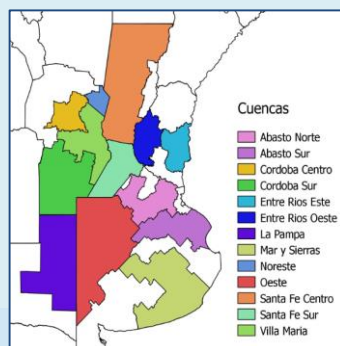 Cuencas
Abasto Norte
Abasto Sur
Cordoba Centro
Cordoba Sur
Entre Rios Este
Entre Rios Oeste
La Pampa
Mar y Sierras
Noreste
Oeste
Santa Fe Centro
Santa Fe Sur
Villa Maria